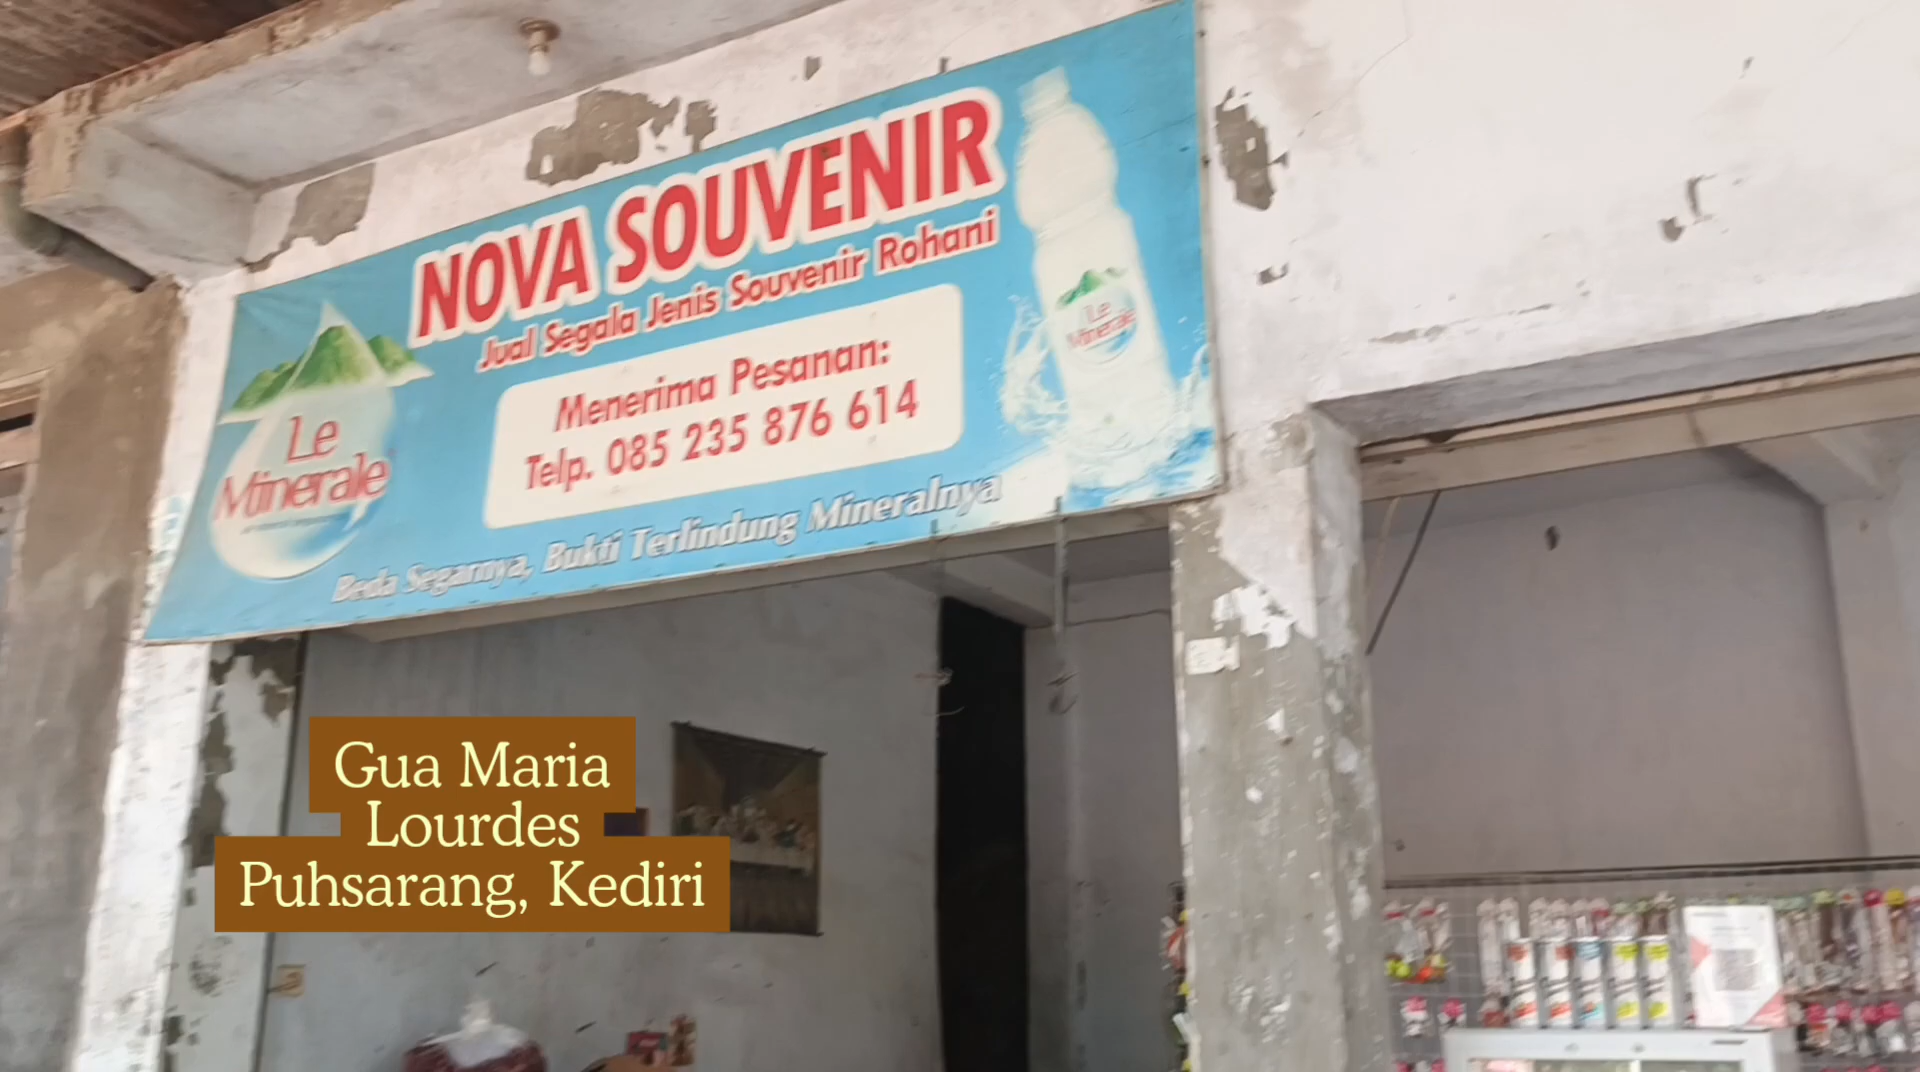 NOVA SOUVENIR
Jual Segala Jenis Souvenir Rohani
Menerima Pesanan:
Telp. 085 235 876 614
Le
Minerale
Le
Minerale
Beda Segarnya, Bukti Terlindung Mineralnya
Gua Maria
Lourdes
Puhsarang, Kediri